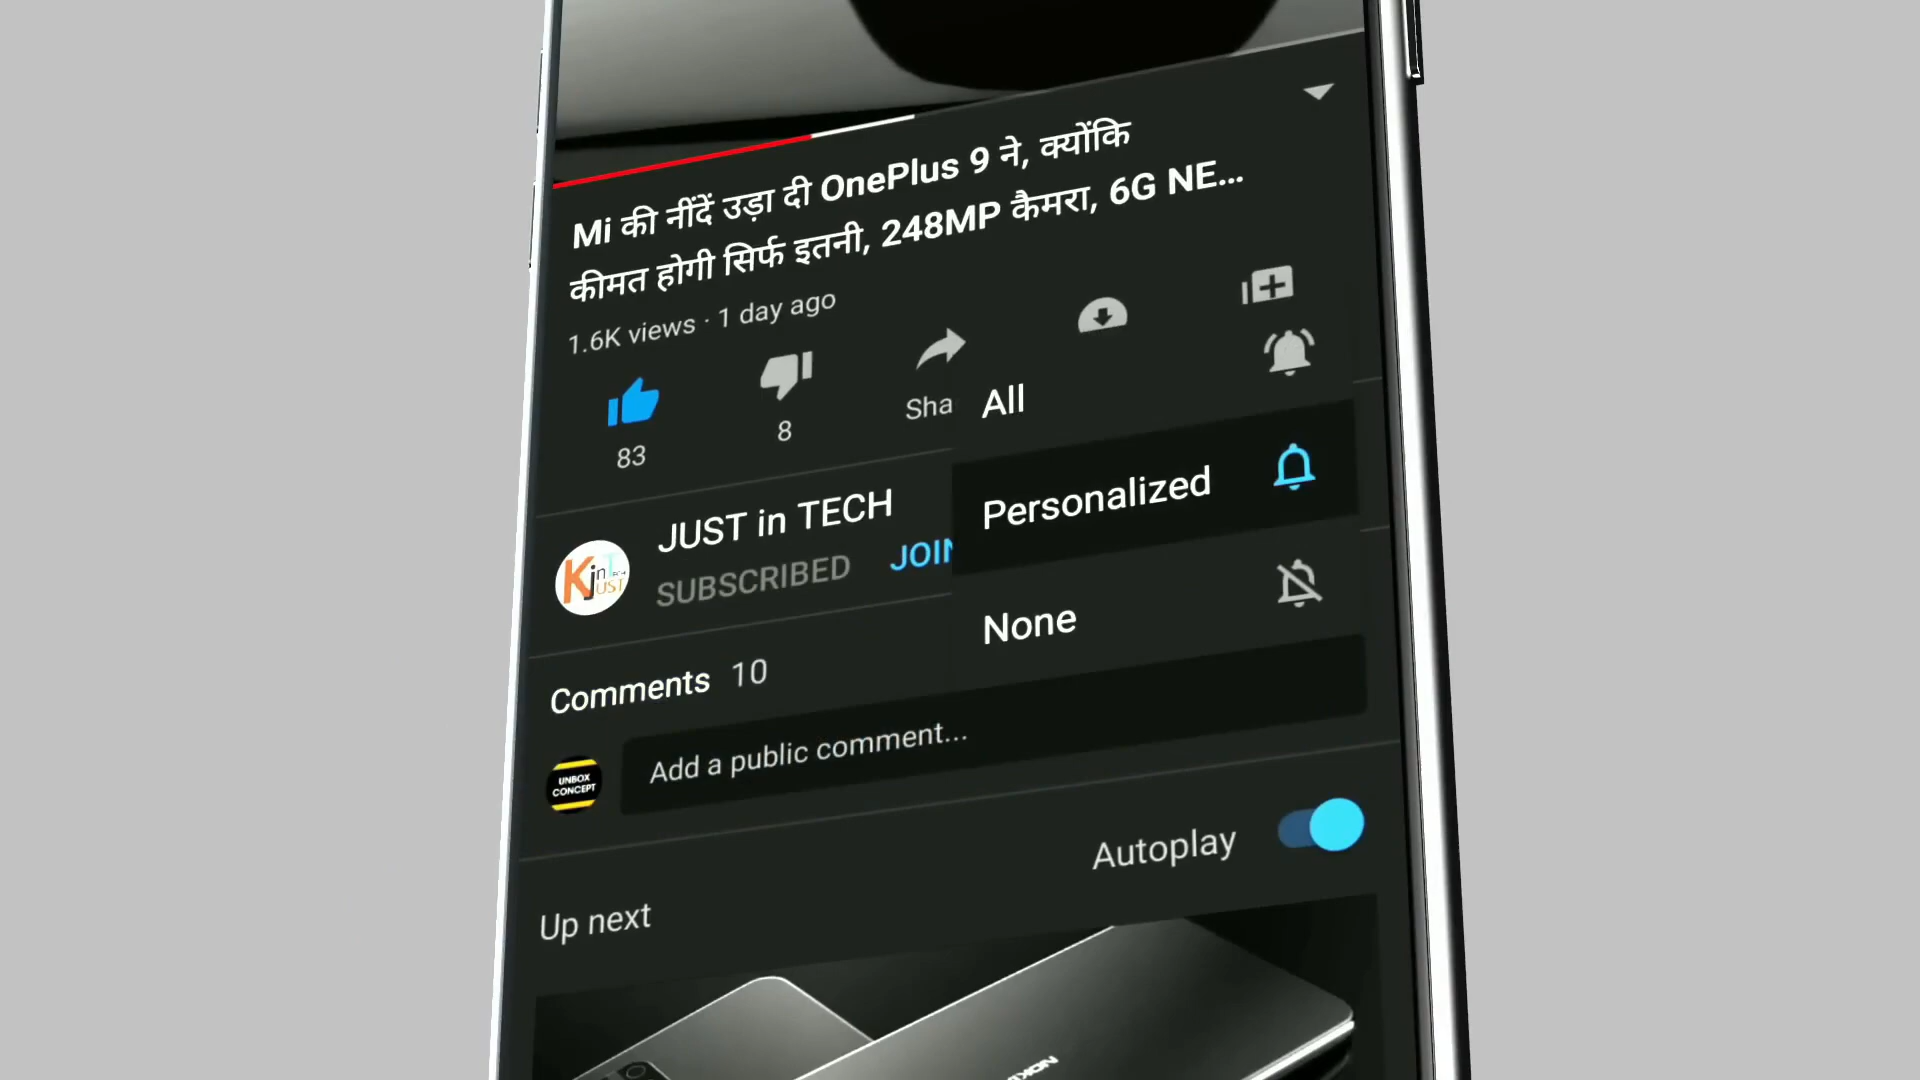 Mi की नींदें उड़ा दी OnePlus 9 ने, क्योंकि
कीमत होगी सिर्फ इतनी, 248MP कैमरा, 6G NE...
1.6K views · 1 day ago
83
8
Sha
All
Personalized
None
JUST in TECH
SUBSCRIBED
JOIN
Comments 10
UNBOX
CONCEPT
Add a public comment...
Autoplay
Up next